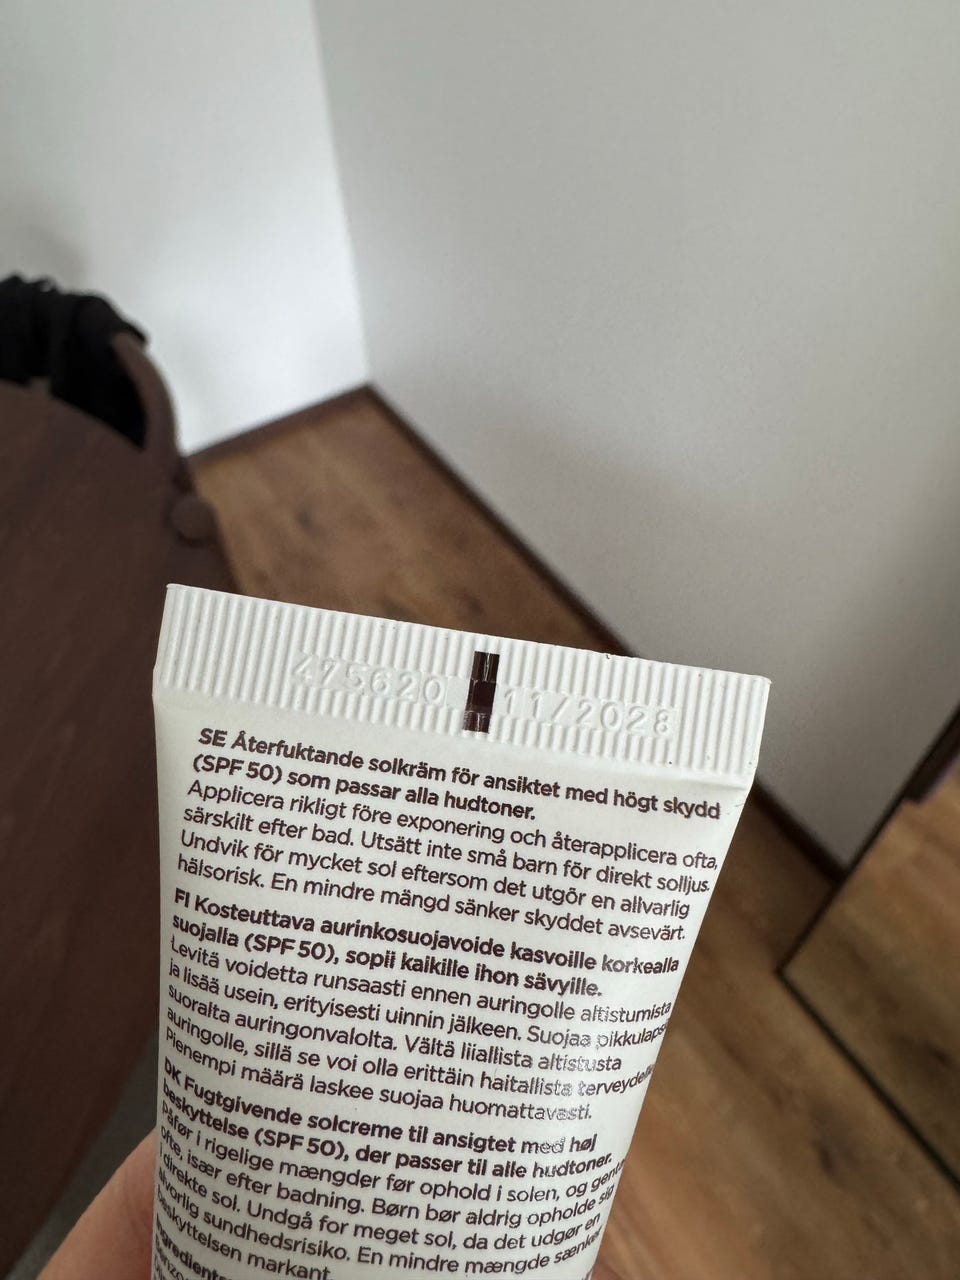 475620 11/2028
SE Återfuktande solkräm för ansiktet med högt skydd
(SPF 50) som passar alla hudtoner.
Applicera rikligt före exponering och återapplicera ofta,
särskilt efter bad. Utsätt inte små barn för direkt solljus.
Undvik för mycket sol eftersom det utgör en allvarlig
hälsorisk. En mindre mängd sänker skyddet avsevärt.
FI Kosteuttava aurinkosuojavoide kasvoille korkealla
suojalla (SPF 50), sopii kaikille ihon sävyille.
Levitä voidetta runsaasti ennen auringolle altistumista
ja lisää usein, erityisesti uinnin jälkeen. Suojaa
suoralta auringonvalolta. Vältä liiallista altistusta
auringolle, sillä se voi olla erittäin haitallista
Pienempi määrä laskee suojaa huomattavasti.
DK Fugtgivende solcreme til ansigtet med høj
beskyttelse (SPF 50), der passer til alle hudtoner.
Påfør i rigelige mængder før ophold i solen, og
ofte, især efter badning. Børn bør aldrig opholde sig
i direkte sol. Undgå for meget sol, da det udgør en
alvorlig sundhedsrisiko. En mindre mængde
beskyttelsen markant.